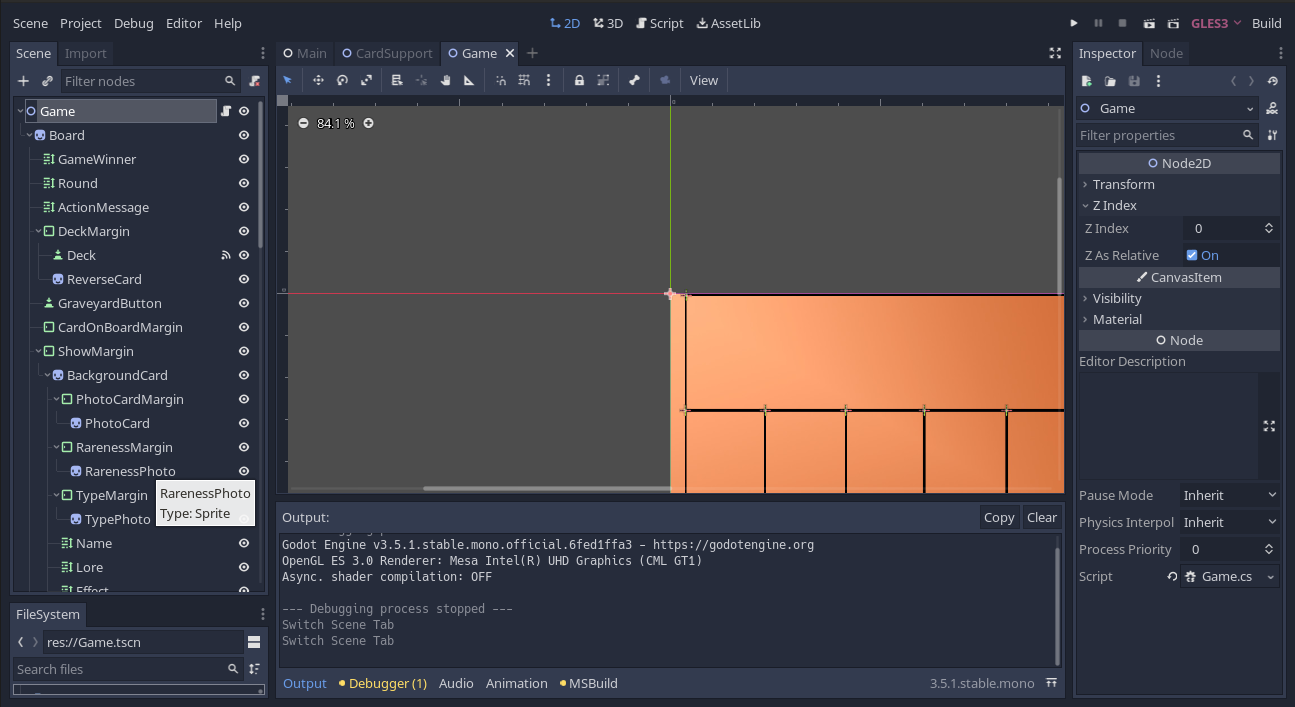 Scene Project Debug Editor Help
2D 3D Script AssetLib
GLES3 Build
Scene Import
Filter nodes
Game
Board
GameWinner
Round
ActionMessage
DeckMargin
Deck
ReverseCard
GraveyardButton
CardOnBoardMargin
ShowMargin
BackgroundCard
PhotoCardMargin
PhotoCard
RarenessMargin
RarenessPhoto
TypeMargin
TypePhoto
Name
Lore
Effect
RarenessPhoto
Type: Sprite
FileSystem
res://Game.tscn
Search files
Main CardSupport Game
View
0
84.1 %
0
Output:
Copy Clear
Godot Engine v3.5.1.stable.mono.official.6fed1ffa3 - https://godotengine.org
OpenGL ES 3.0 Renderer: Mesa Intel(R) UHD Graphics (CML GT1)
Async. shader compilation: OFF
--- Debugging process stopped ---
Switch Scene Tab
Switch Scene Tab
Output Debugger (1) Audio Animation MSBuild
3.5.1.stable.mono
Inspector Node
Game
Filter properties
Node2D
Transform
Z Index
Z Index 0
Z As Relative On
CanvasItem
Visibility
Material
Node
Editor Description
Pause Mode Inherit
Physics Interpol Inherit
Process Priority 0
Script Game.cs